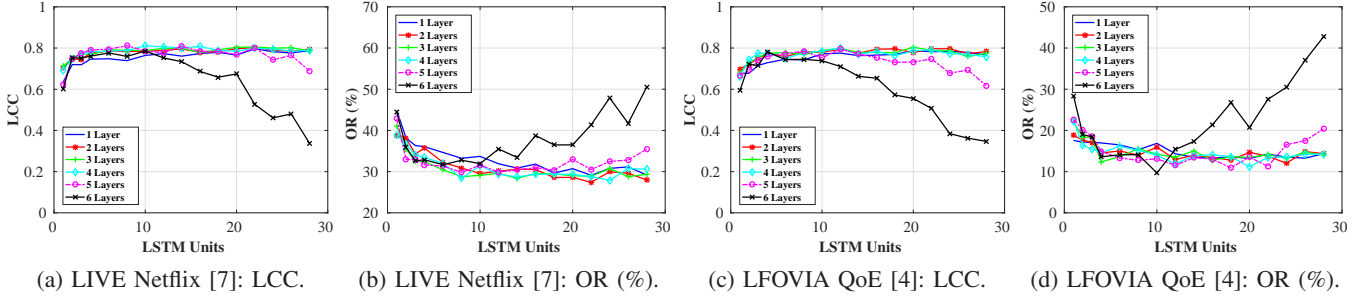 LCC
1
0.8
0.6
0.4
0.2
0
0
10
20
30
LSTM Units
1 Layer
2 Layers
3 Layers
4 Layers
5 Layers
6 Layers
(a) LIVE Netflix [7]: LCC.
OR (%)
60
50
40
30
20
0
10
20
30
LSTM Units
1 Layer
2 Layers
3 Layers
4 Layers
5 Layers
6 Layers
(b) LIVE Netflix [7]: OR (%).
LCC
1
0.8
0.6
0.4
0.2
0
0
10
20
30
LSTM Units
1 Layer
2 Layers
3 Layers
4 Layers
5 Layers
6 Layers
(c) LFOVIA QoE [4]: LCC.
OR (%)
50
40
30
20
10
0
0
10
20
30
LSTM Units
1 Layer
2 Layers
3 Layers
4 Layers
5 Layers
6 Layers
(d) LFOVIA QoE [4]: OR (%).